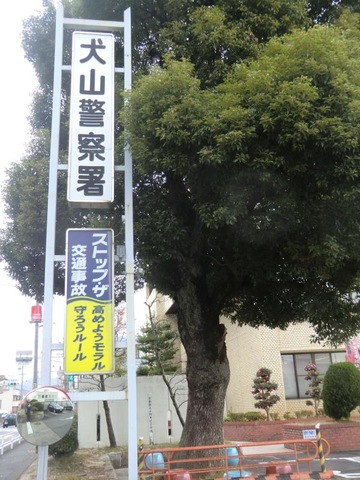 犬山警察署
ストップ・ザ
交通事故
高めようモラル
守ろうルール